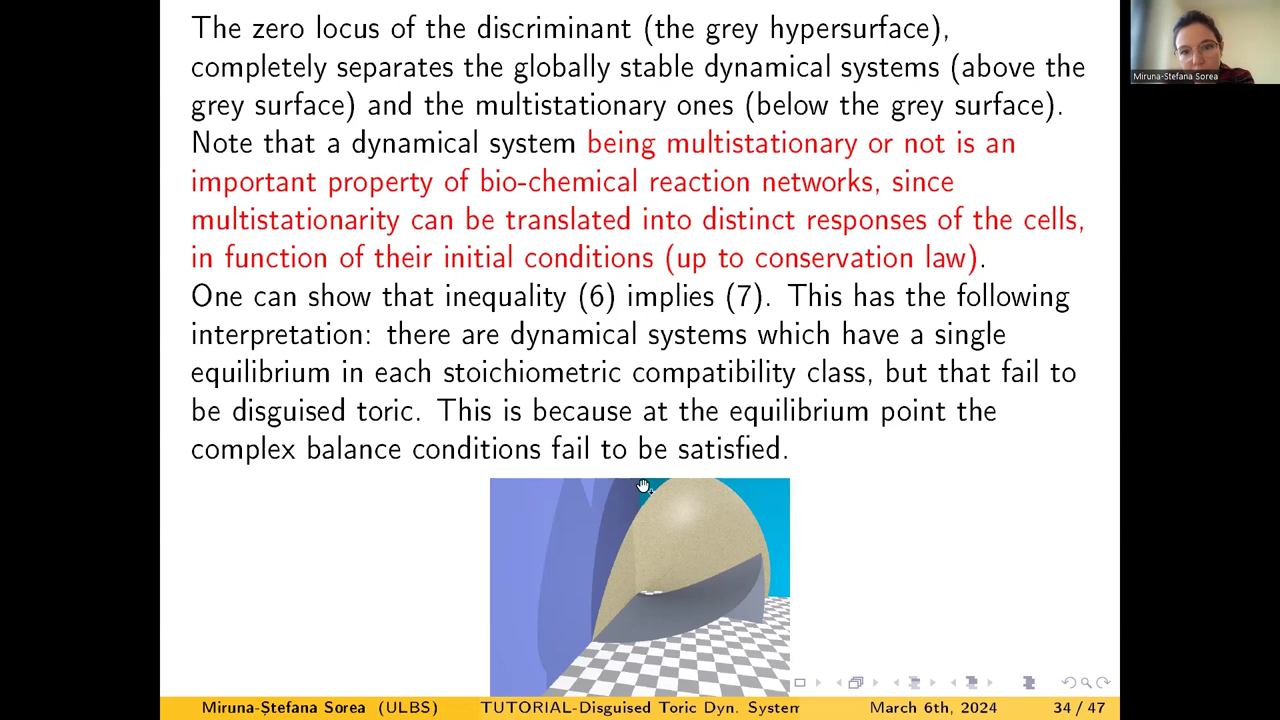 The zero locus of the discriminant (the grey hypersurface),
completely separates the globally stable dynamical systems (above the
grey surface) and the multistationary ones (below the grey surface).
Note that a dynamical system being multistationary or not is an
important property of bio-chemical reaction networks, since
multistationarity can be translated into distinct responses of the cells,
in function of their initial conditions (up to conservation law).
One can show that inequality (6) implies (7). This has the following
interpretation: there are dynamical systems which have a single
equilibrium in each stoichiometric compatibility class, but that fail to
be disguised toric. This is because at the equilibrium point the
complex balance conditions fail to be satisfied.
Miruna-Ştefana Sorea (ULBS)
TUTORIAL-Disguised Toric Dyn. System
March 6th, 2024
34 / 47
Miruna-Stefana Sorea